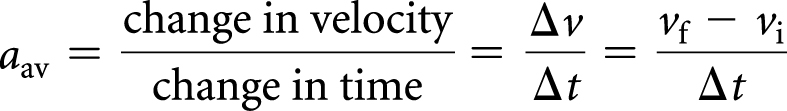 a_av = change in velocity / change in time = Δv / Δt = v_f − v_i / Δt